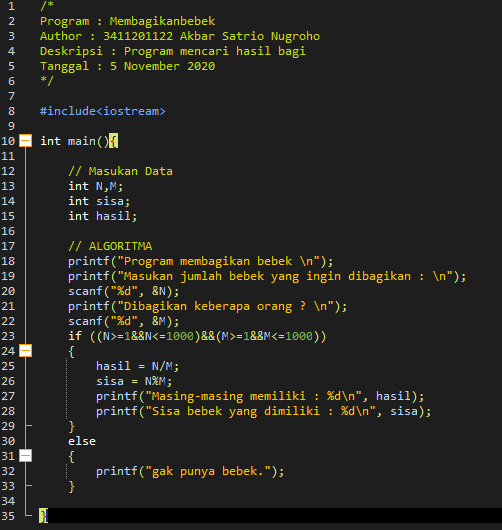 1 /*
2 Program : Membagikanbebek
3 Author : 3411201122 Akbar Satrio Nugroho
4 Deskripsi : Program mencari hasil bagi
5 Tanggal : 5 November 2020
6 */
7
8 #include<iostream>
9
10 int main(){
11
12 // Masukan Data
13 int N,M;
14 int sisa;
15 int hasil;
16
17 // ALGORITMA
18 printf("Program membagikan bebek \n");
19 printf("Masukan jumlah bebek yang ingin dibagikan : \n");
20 scanf("%d", &N);
21 printf("Dibagikan keberapa orang ? \n");
22 scanf("%d", &M);
23 if ((N>=1&&N<=1000)&&(M>=1&&M<=1000))
24 {
25 hasil = N/M;
26 sisa = N%M;
27 printf("Masing-masing memiliki : %d\n", hasil);
28 printf("Sisa bebek yang dimiliki : %d\n", sisa);
29 }
30 else
31 {
32 printf("gak punya bebek.");
33 }
34
35 }